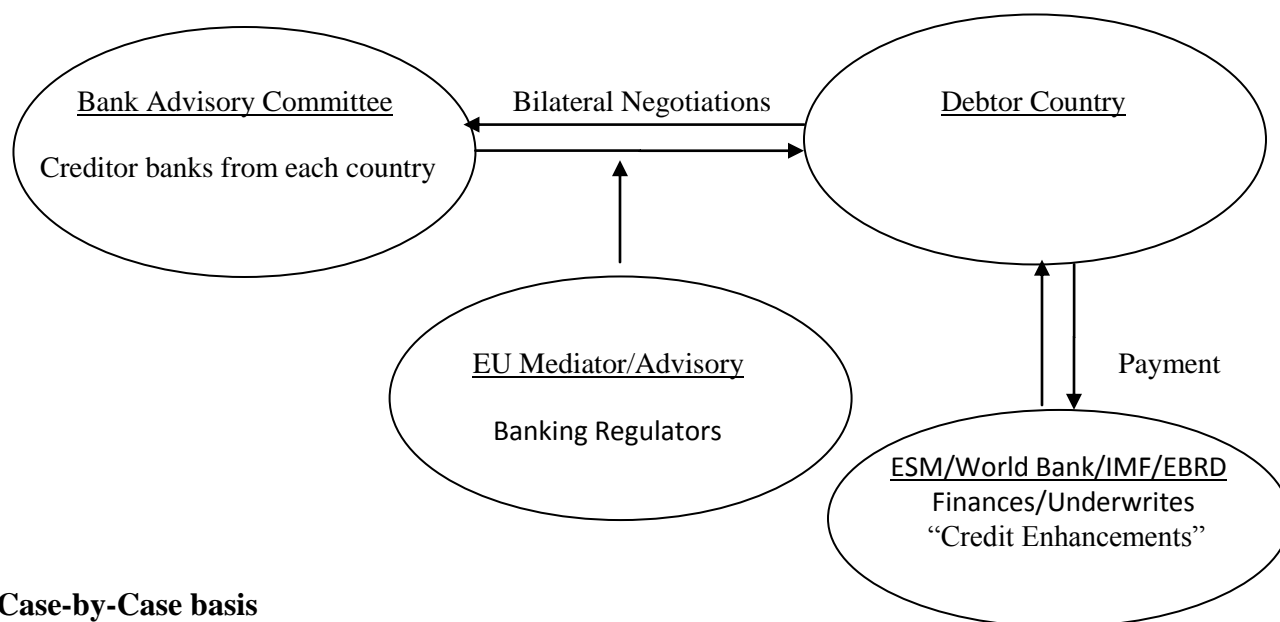 Bank Advisory Committee
Creditor banks from each country
Bilateral Negotiations
Debtor Country
EU Mediator/Advisory
Banking Regulators
Payment
ESM/World Bank/IMF/EBRD
Finances/Underwrites
“Credit Enhancements”
Case-by-Case basis